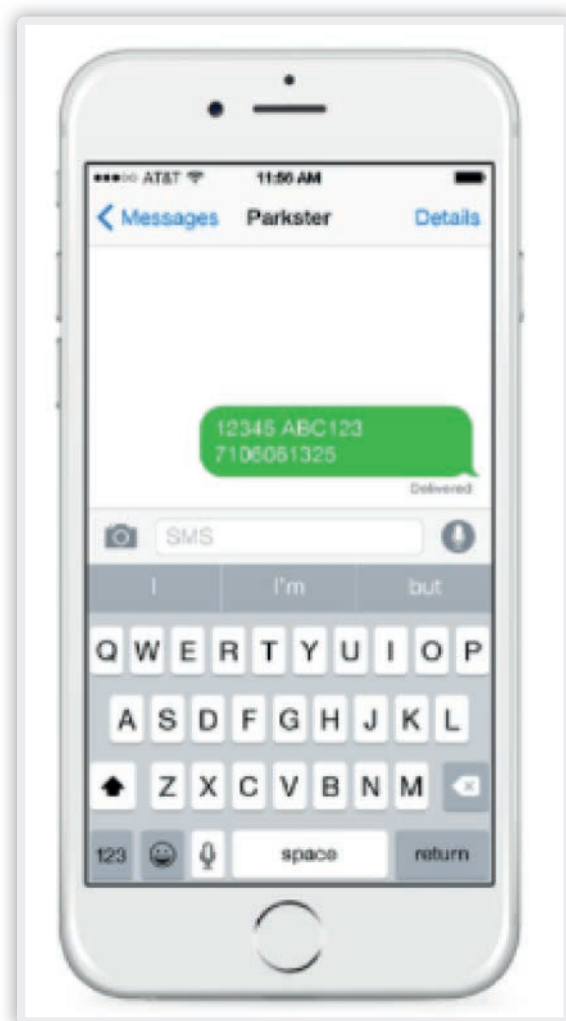 AT&T 11:56 AM
Messages Parkster Details
12345 ABC123
7106061325
Delivered
SMS
I I'm but
Q W E R T Y U I O P
A S D F G H J K L
Z X C V B N M
123 space return